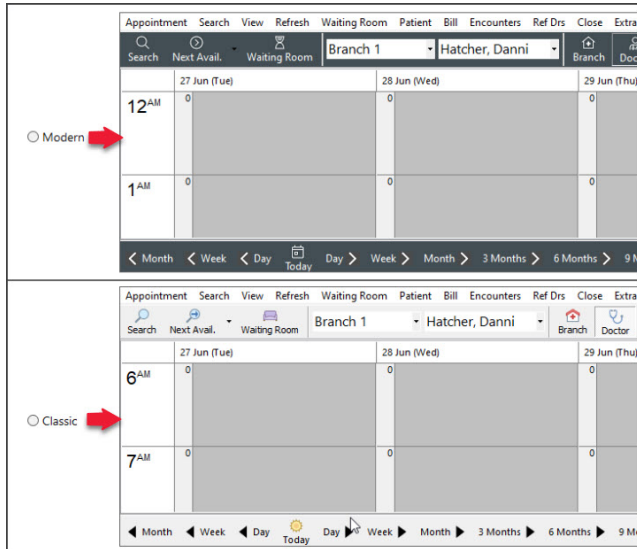 Appointment Search View Refresh Waiting Room Patient Bill Encounters Ref Drs Close Extra
Search Next Avail. Waiting Room Branch 1 Hatcher, Danni Branch Doc
27 Jun (Tue) 28 Jun (Wed) 29 Jun (Thu)
12AM 0 0 0
Modern
1AM 0 0 0
Month Week Day Today Day Week Month 3 Months 6 Months 9 M
Appointment Search View Refresh Waiting Room Patient Bill Encounters Ref Drs Close Extra
Search Next Avail. Waiting Room Branch 1 Hatcher, Danni Branch Doctor
27 Jun (Tue) 28 Jun (Wed) 29 Jun (Thu)
6AM 0 0 0
Classic
7AM 0 0 0
Month Week Day Today Day Week Month 3 Months 6 Months 9 M